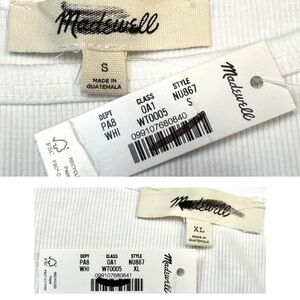 Madewell
S
MADE IN
GUATEMALA
Madewell
DEPT CLASS STYLE
PA8 0A1 NU867
WHI WT0005 S
099107680840
FSC
Madewell
XL
MADE IN
GUATEMALA
DEPT CLASS STYLE
PA8 0A1 NU867
WHI WT0005 XL
099107680841
Madewell